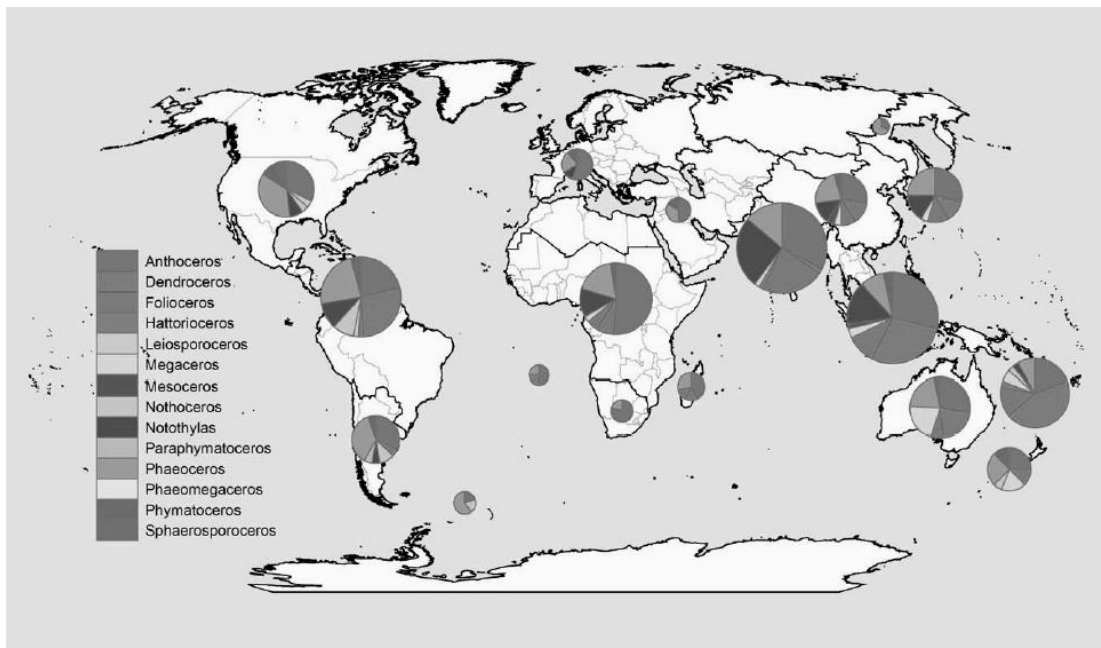 Anthoceros
Dendroceros
Folioceros
Hattorioceros
Leiosporoceros
Megaceros
Mesoceros
Nothoceros
Notothylas
Paraphymatoceros
Phaeoceros
Phaeomegaceros
Phymatoceros
Sphaerosporoceros